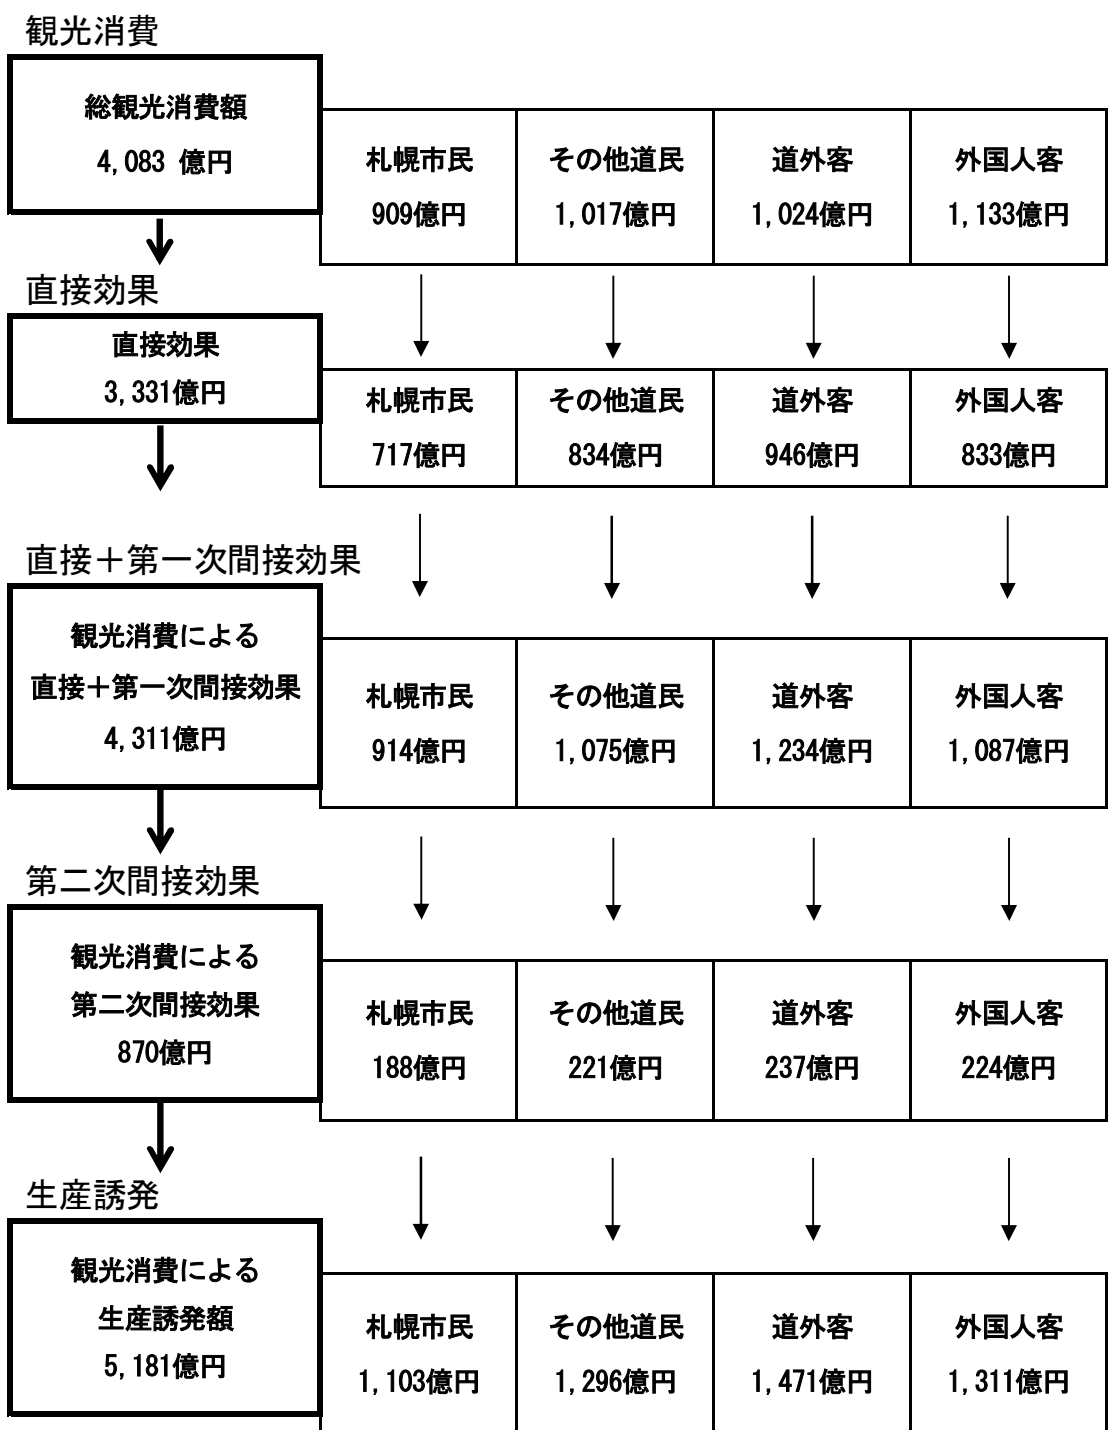 観光消費
総観光消費額
4,083 億円
札幌市民 その他道民 道外客 外国人客
909億円 1,017億円 1,024億円 1,133億円
直接効果
直接効果
3,331億円
札幌市民 その他道民 道外客 外国人客
717億円 834億円 946億円 833億円
直接＋第一次間接効果
観光消費による
直接＋第一次間接効果
4,311億円
札幌市民 その他道民 道外客 外国人客
914億円 1,075億円 1,234億円 1,087億円
第二次間接効果
観光消費による
第二次間接効果
870億円
札幌市民 その他道民 道外客 外国人客
188億円 221億円 237億円 224億円
生産誘発
観光消費による
生産誘発額
5,181億円
札幌市民 その他道民 道外客 外国人客
1,103億円 1,296億円 1,471億円 1,311億円